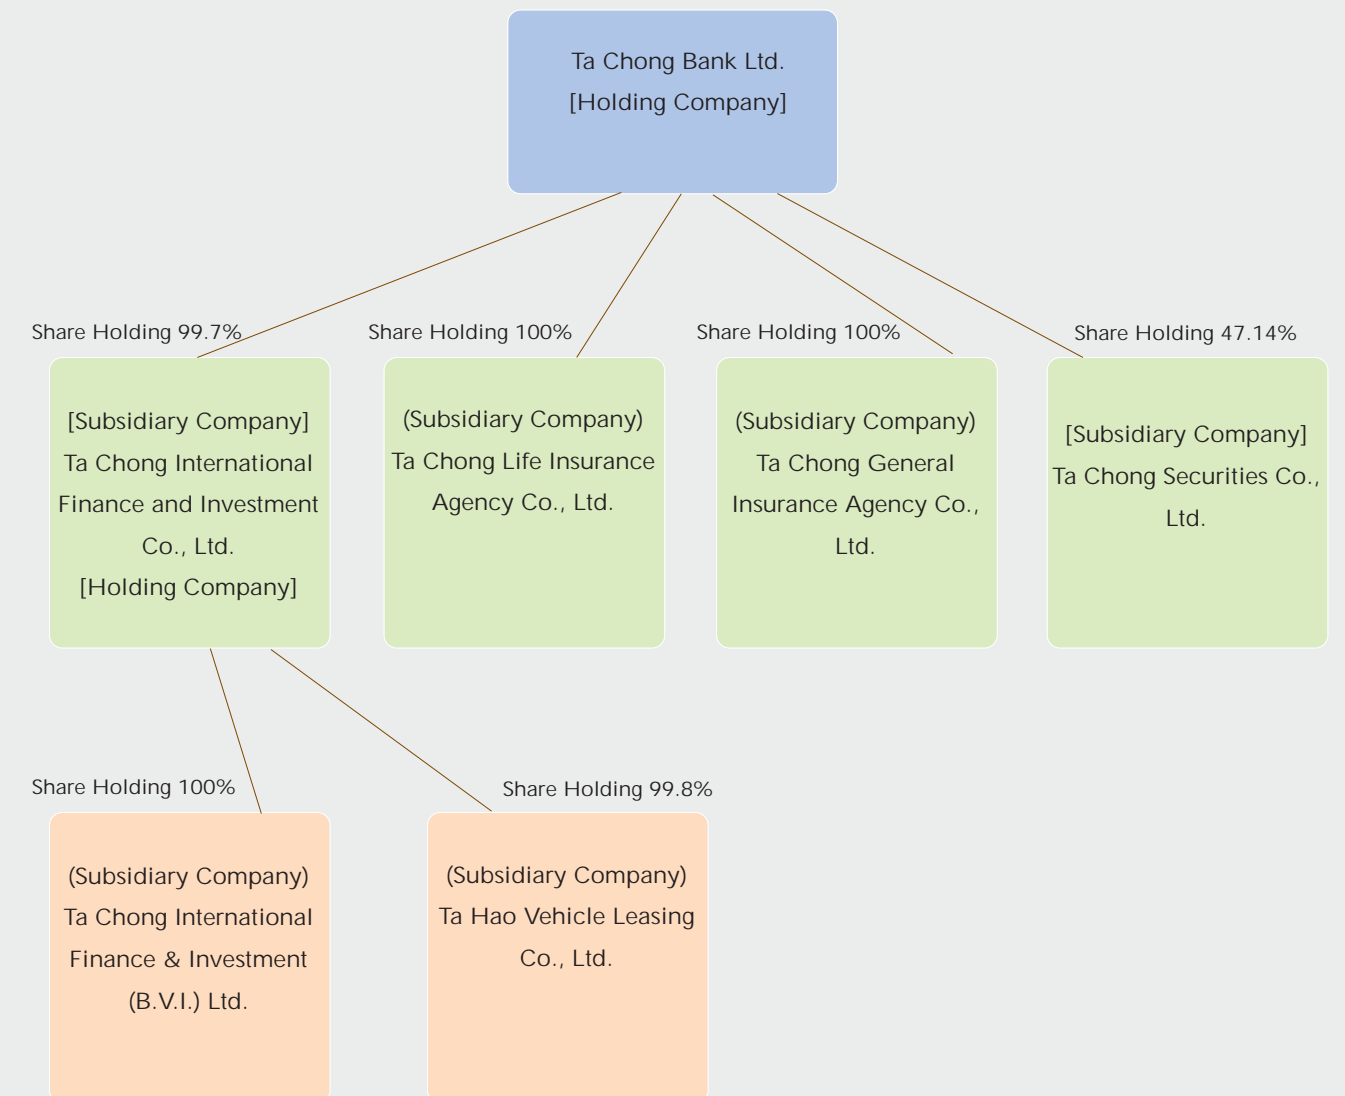 Ta Chong Bank Ltd.
[Holding Company]
Share Holding 99.7%
Share Holding 100%
Share Holding 100%
Share Holding 47.14%
[Subsidiary Company]
Ta Chong International
Finance and Investment
Co., Ltd.
[Holding Company]
(Subsidiary Company)
Ta Chong Life Insurance
Agency Co., Ltd.
(Subsidiary Company)
Ta Chong General
Insurance Agency Co.,
Ltd.
[Subsidiary Company]
Ta Chong Securities Co.,
Ltd.
Share Holding 100%
Share Holding 99.8%
(Subsidiary Company)
Ta Chong International
Finance & Investment
(B.V.I.) Ltd.
(Subsidiary Company)
Ta Hao Vehicle Leasing
Co., Ltd.